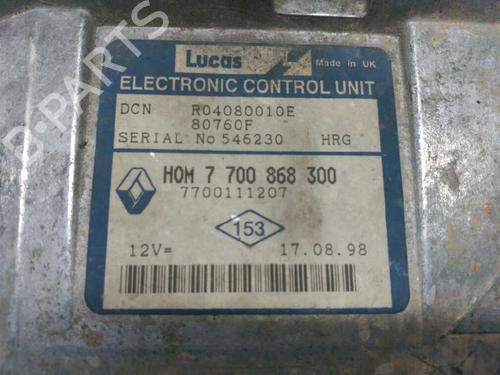 Lucas
Made in UK
ELECTRONIC CONTROL UNIT
DCN R04080010E
80760F
SERIAL No 546230 HRG
HOM 7 700 868 300
7700111207
153
12V= 17.08.98
B-PARTS